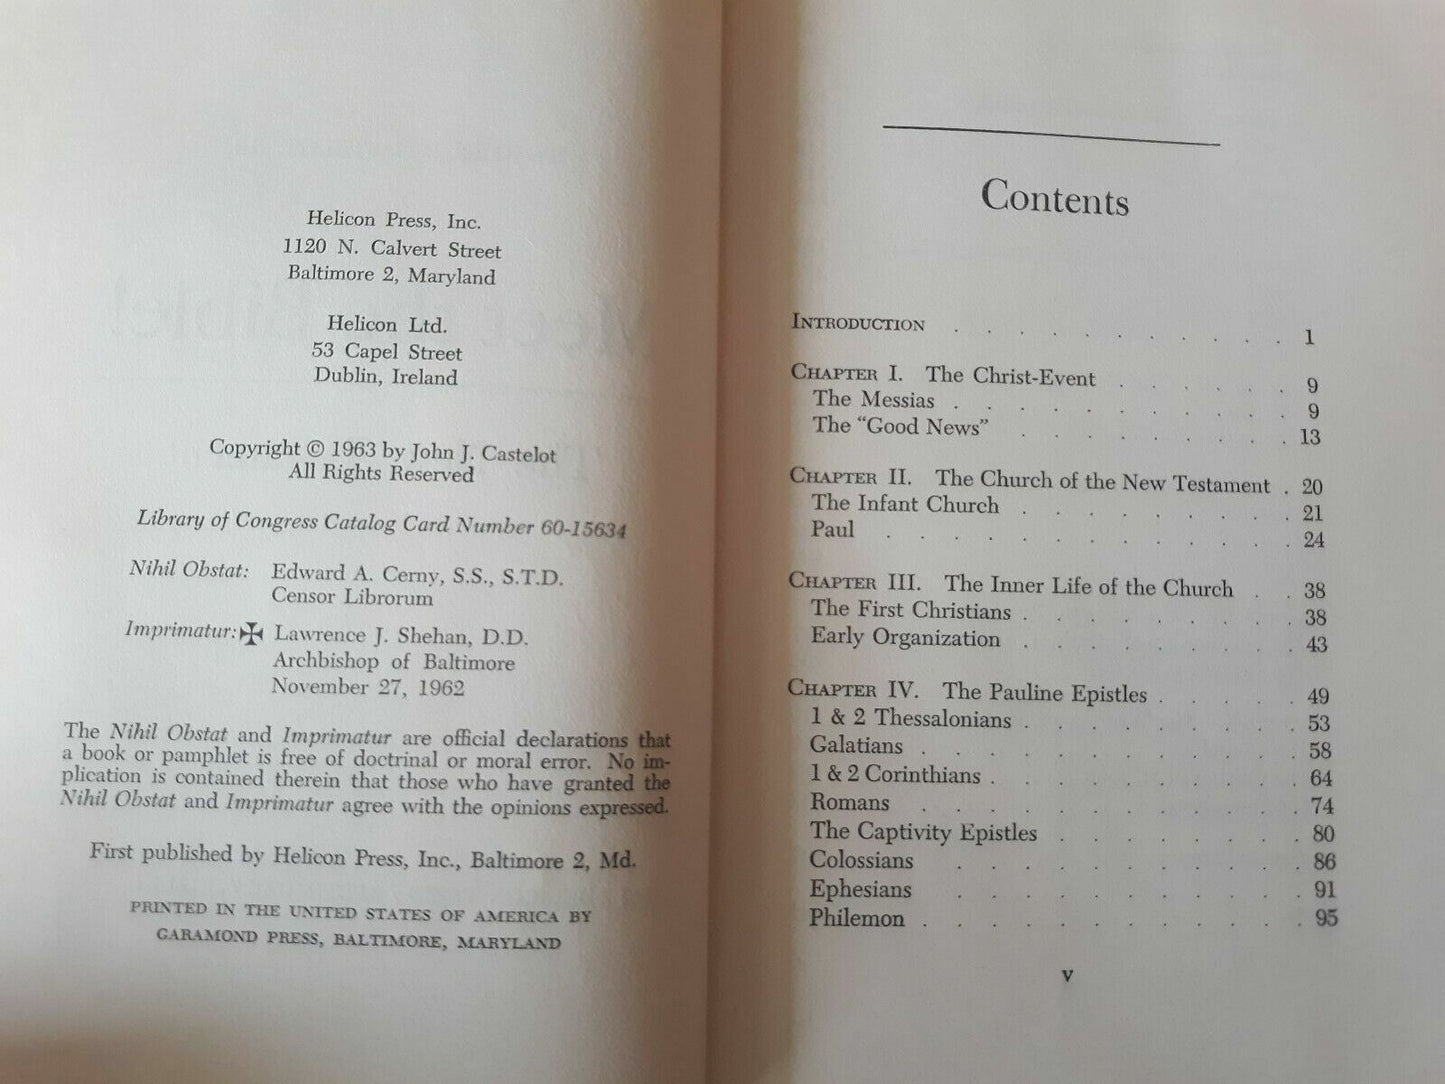 Helicon Press, Inc.
1120 N. Calvert Street
Baltimore 2, Maryland
Helicon Ltd.
53 Capel Street
Dublin, Ireland
Copyright © 1963 by John J. Castelot
All Rights Reserved
Library of Congress Catalog Card Number 60-15634
Nihil Obstat: Edward A. Cerny, S.S., S.T.D.
Censor Librorum
Imprimatur: ✠ Lawrence J. Shehan, D.D.
Archbishop of Baltimore
November 27, 1962
The Nihil Obstat and Imprimatur are official declarations that
a book or pamphlet is free of doctrinal or moral error. No im-
plication is contained therein that those who have granted the
Nihil Obstat and Imprimatur agree with the opinions expressed.
First published by Helicon Press, Inc., Baltimore 2, Md.
PRINTED IN THE UNITED STATES OF AMERICA BY
GARAMOND PRESS, BALTIMORE, MARYLAND
Contents
INTRODUCTION . . . . . . . . . . . 1
CHAPTER I. The Christ-Event . . . . . . 9
The Messias . . . . . . . . . . . 9
The “Good News” . . . . . . . . . 13
CHAPTER II. The Church of the New Testament . 20
The Infant Church . . . . . . . . . 21
Paul . . . . . . . . . . . . . 24
CHAPTER III. The Inner Life of the Church . . 38
The First Christians . . . . . . . . . 38
Early Organization . . . . . . . . . 43
CHAPTER IV. The Pauline Epistles . . . . . 49
1 & 2 Thessalonians . . . . . . . . . 53
Galatians . . . . . . . . . . . . 58
1 & 2 Corinthians . . . . . . . . . . 64
Romans . . . . . . . . . . . . 74
The Captivity Epistles . . . . . . . . 80
Colossians . . . . . . . . . . . 86
Ephesians . . . . . . . . . . . 91
Philemon . . . . . . . . . . . . 95
v